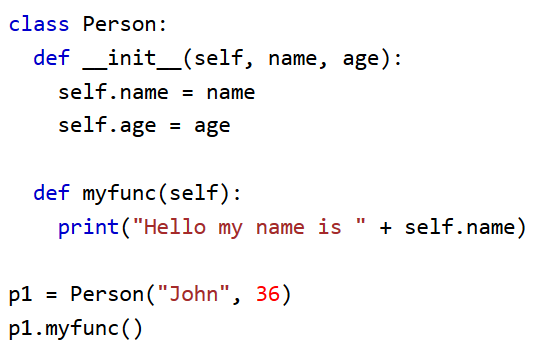 class Person:
  def __init__(self, name, age):
    self.name = name
    self.age = age

  def myfunc(self):
    print("Hello my name is " + self.name)

p1 = Person("John", 36)
p1.myfunc()